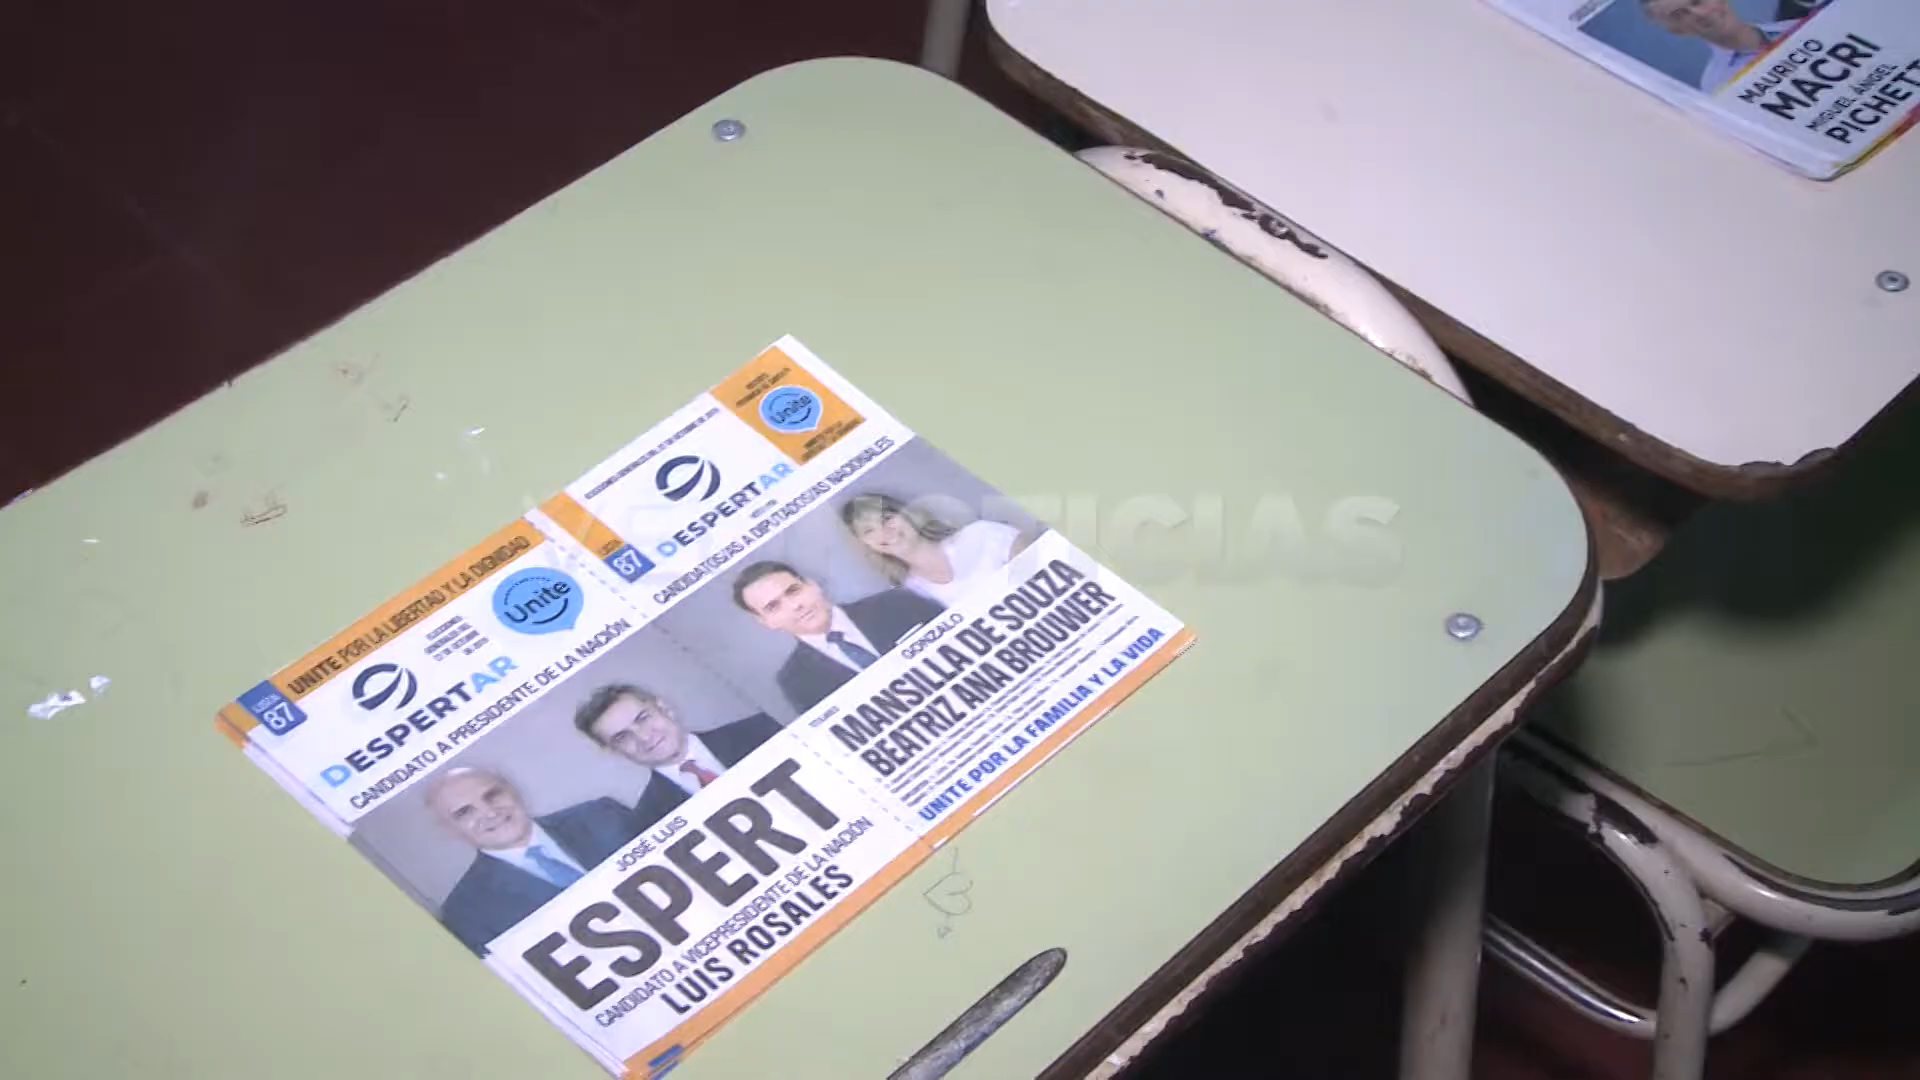 MAURICIO
MACRI
MIGUEL ÁNGEL
UNITE POR LA LIBERTAD Y LA DIGNIDAD
LISTA
87
Unite
DESPERTAR
CANDIDATO A PRESIDENTE DE LA NACIÓN
JOSÉ LUIS
ESPERT
CANDIDATO A VICEPRESIDENTE DE LA NACIÓN
LUIS ROSALES
Unite
LISTA
87
DESPERTAR
CANDIDATOS/AS A DIPUTADOS/AS NACIONALES
GONZALO
MANSILLA DE SOUZA
BEATRIZ ANA BROUWER
UNITE POR LA FAMILIA Y LA VIDA
NOTICIAS